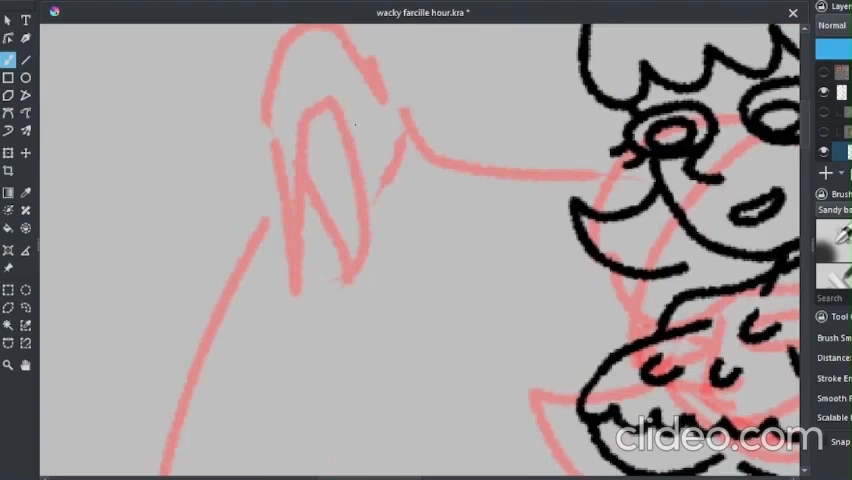 wacky farcille hour.kra *
Layer
Normal
Brush
Sandy ba
Search
Tool O
Brush Sm
Distance:
Stroke En
Smooth P
Scalable
Snap
clideo.com